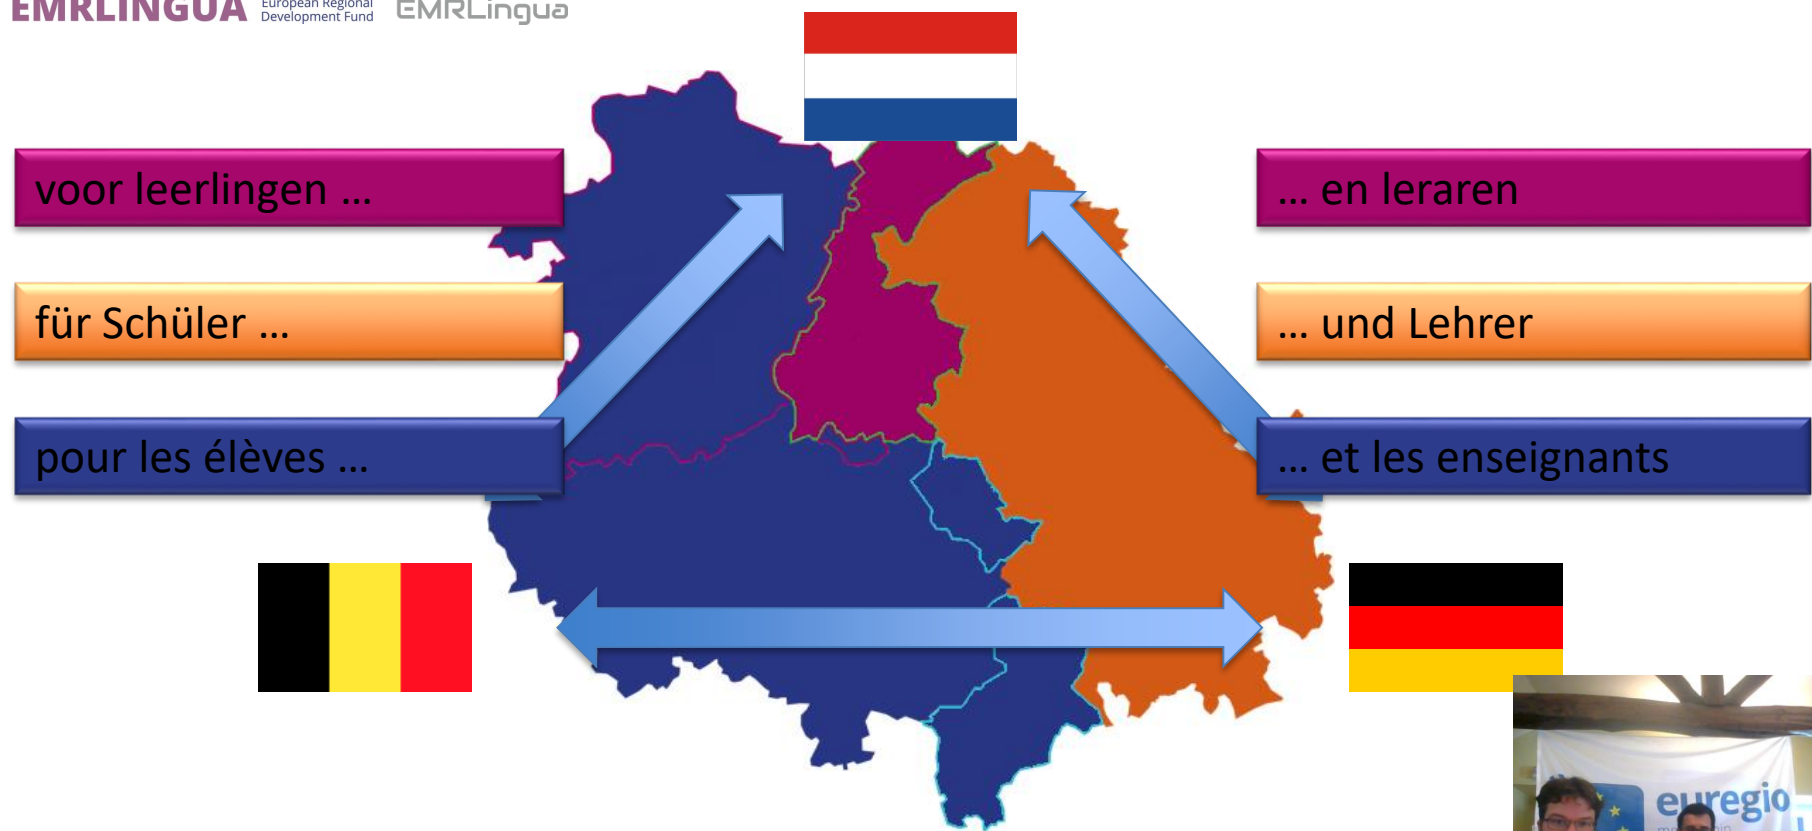 EMRLINGUA
European Regional
Development Fund
EMRLingua
voor leerlingen ...
... en leraren
für Schüler ...
... und Lehrer
pour les élèves ...
... et les enseignants
euregio